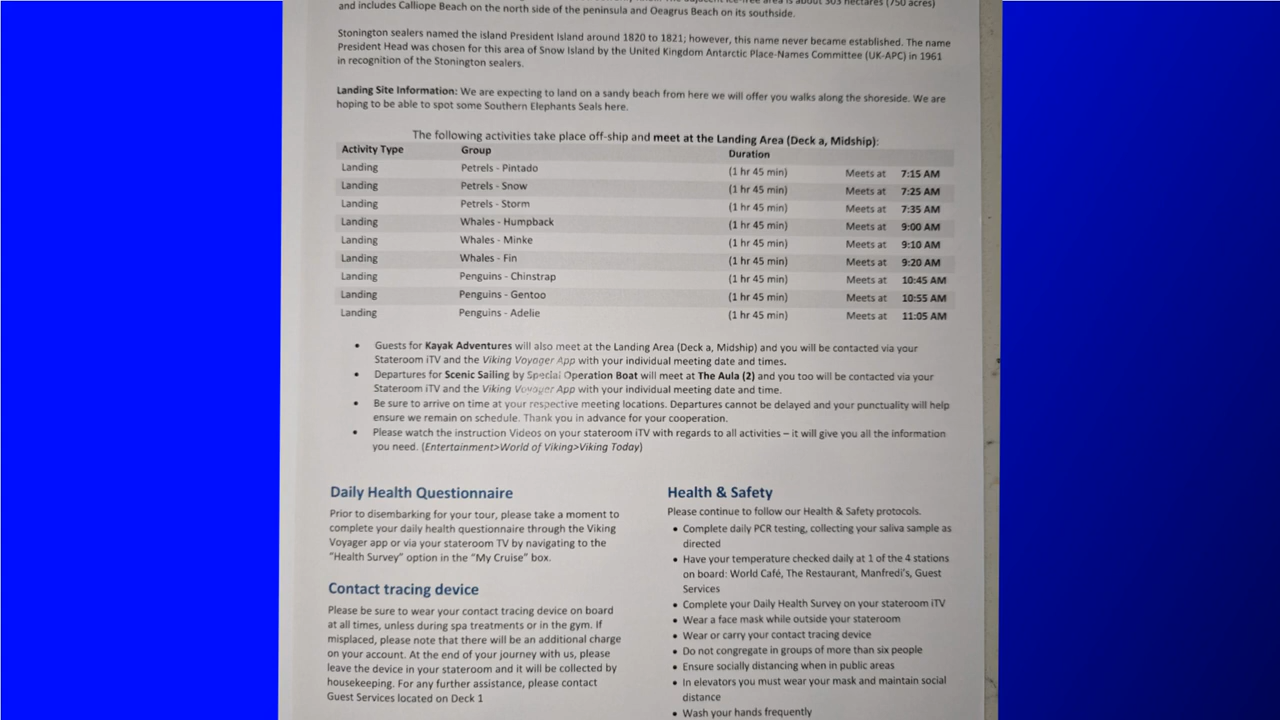 and includes Calliope Beach on the north side of the peninsula and Oeagrus Beach on its southside.
Stonington sealers named the island President Island around 1820 to 1821; however, this name never became established. The name
President Head was chosen for this area of Snow Island by the United Kingdom Antarctic Place-Names Committee (UK-APC) in 1961
in recognition of the Stonington sealers.
Landing Site Information: We are expecting to land on a sandy beach from here we will offer you walks along the shoreside. We are
hoping to be able to spot some Southern Elephants Seals here.
The following activities take place off-ship and meet at the Landing Area (Deck a, Midship):
Activity Type Group Duration
Landing Petrels - Pintado (1 hr 45 min) Meets at 7:15 AM
Landing Petrels - Snow (1 hr 45 min) Meets at 7:25 AM
Landing Petrels - Storm (1 hr 45 min) Meets at 7:35 AM
Landing Whales - Humpback (1 hr 45 min) Meets at 9:00 AM
Landing Whales - Minke (1 hr 45 min) Meets at 9:10 AM
Landing Whales - Fin (1 hr 45 min) Meets at 9:20 AM
Landing Penguins - Chinstrap (1 hr 45 min) Meets at 10:45 AM
Landing Penguins - Gentoo (1 hr 45 min) Meets at 10:55 AM
Landing Penguins - Adelie (1 hr 45 min) Meets at 11:05 AM
• Guests for Kayak Adventures will also meet at the Landing Area (Deck a, Midship) and you will be contacted via your
Stateroom iTV and the Viking Voyager App with your individual meeting date and times.
• Departures for Scenic Sailing by Special Operation Boat will meet at The Aula (2) and you too will be contacted via your
Stateroom iTV and the Viking Voyager App with your individual meeting date and time.
• Be sure to arrive on time at your respective meeting locations. Departures cannot be delayed and your punctuality will help
ensure we remain on schedule. Thank you in advance for your cooperation.
• Please watch the instruction Videos on your stateroom iTV with regards to all activities – it will give you all the information
you need. (Entertainment>World of Viking>Viking Today)
Daily Health Questionnaire
Prior to disembarking for your tour, please take a moment to
complete your daily health questionnaire through the Viking
Voyager app or via your stateroom TV by navigating to the
"Health Survey" option in the "My Cruise" box.
Contact tracing device
Please be sure to wear your contact tracing device on board
at all times, unless during spa treatments or in the gym. If
misplaced, please note that there will be an additional charge
on your account. At the end of your journey with us, please
leave the device in your stateroom and it will be collected by
housekeeping. For any further assistance, please contact
Guest Services located on Deck 1
Health & Safety
Please continue to follow our Health & Safety protocols.
• Complete daily PCR testing, collecting your saliva sample as
directed
• Have your temperature checked daily at 1 of the 4 stations
on board: World Café, The Restaurant, Manfredi's, Guest
Services
• Complete your Daily Health Survey on your stateroom iTV
• Wear a face mask while outside your stateroom
• Wear or carry your contact tracing device
• Do not congregate in groups of more than six people
• Ensure socially distancing when in public areas
• In elevators you must wear your mask and maintain social
distance
• Wash your hands frequently